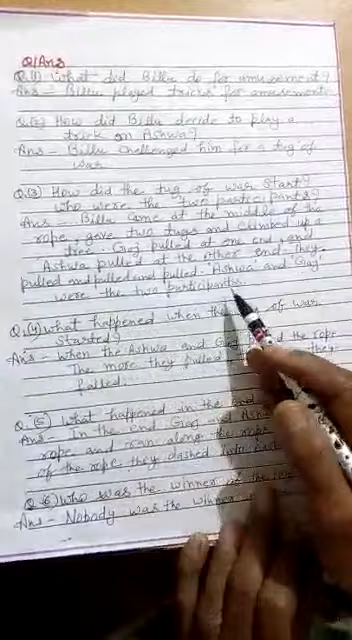 Q/Ans
Q.(1) What did Billu do for amusement?
Ans - Billu played tricks for amusement.
Q.(2) How did Billu decide to play a
trick on Ashwa?
Ans - Billu challenged him for a tug of
war
Q.(3) How did the tug of war start?
who were the two participants?
Ans - Billu came at the middle of the
rope, gave two tugs and climbed up a
tree. Gaj pulled at one end and
Ashwa pulled at the other end. They
pulled and pulled and pulled. 'Ashwa' and 'Gaj'
were the two participants.
Q.(4) what happened when the of war
started?
Ans - when the Ashwa and the rope
The more they pulled they
pulled.
Q.(5) What happened in the end
Ans - In the end Gaj and Ashwa
rope and ran along the rope
of the rope they dashed into
Q.(6) Who was the winner of the
Ans - Nobody was the winner